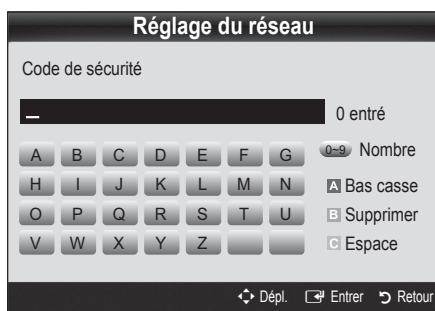 Réglage du réseau
Code de sécurité
_ 0 entré
A B C D E F G 0~9 Nombre
H I J K L M N A Bas casse
O P Q R S T U B Supprimer
V W X Y Z C Espace
Dépl. Entrer Retour